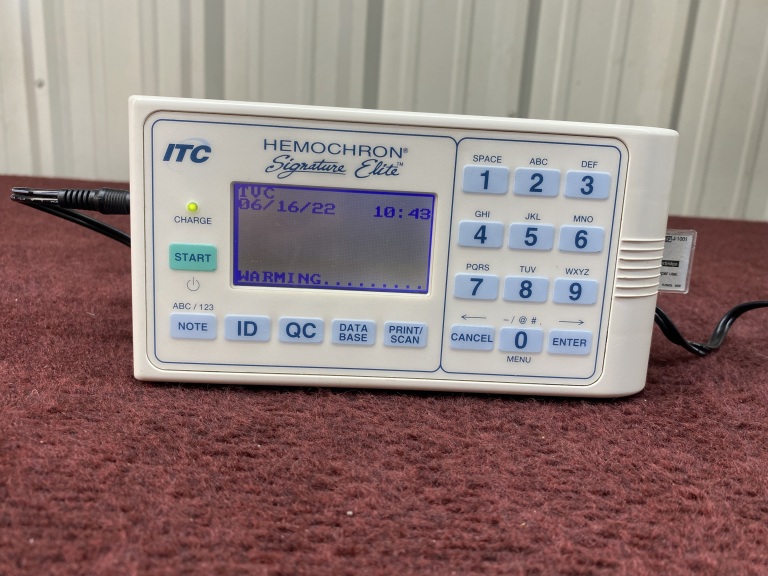 ITC
HEMOCHRON®
Signature Elite™
TVC
06/16/22 10:43
WARMING.........
CHARGE
START
ABC / 123
NOTE
ID
QC
DATA
BASE
PRINT/
SCAN
SPACE ABC DEF
1 2 3
GHI JKL MNO
4 5 6
PQRS TUV WXYZ
7 8 9
← – / @ # . →
CANCEL 0 ENTER
MENU